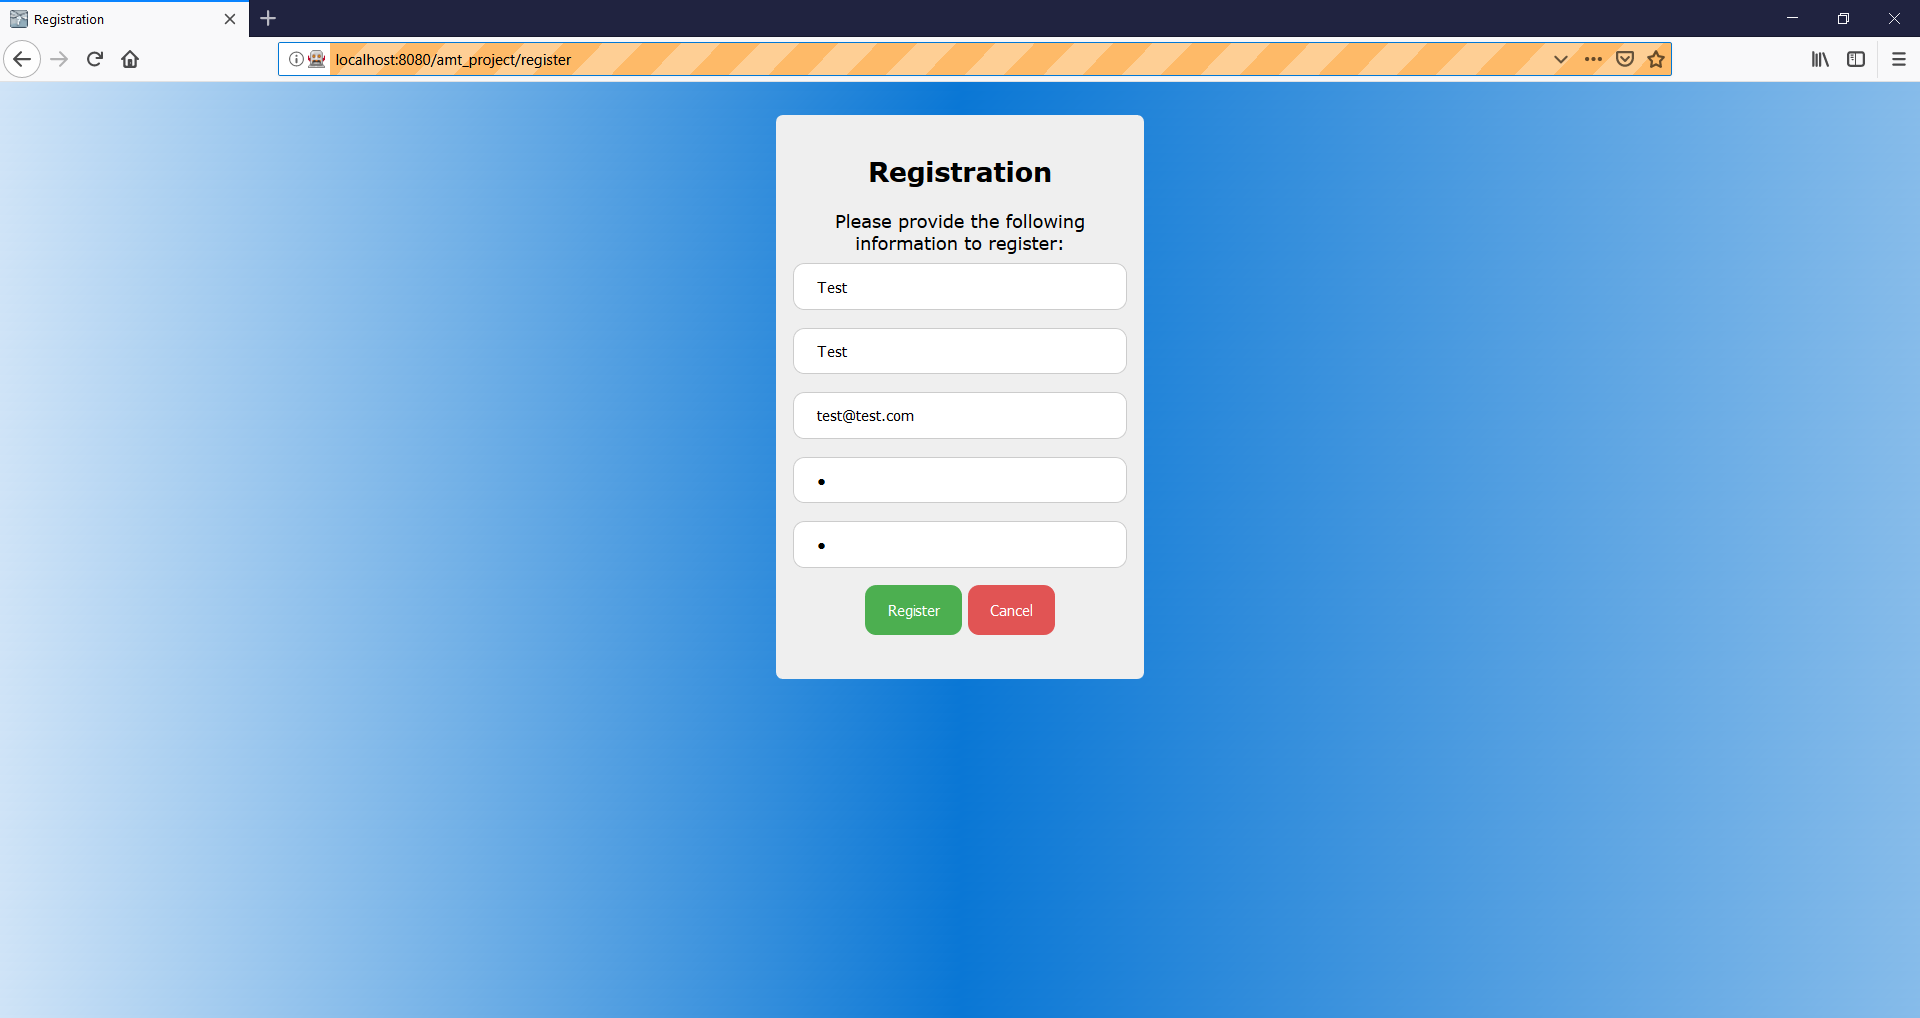 Registration
localhost:8080/amt_project/register
Registration
Please provide the following
information to register:
Test
Test
test@test.com
•
•
Register Cancel